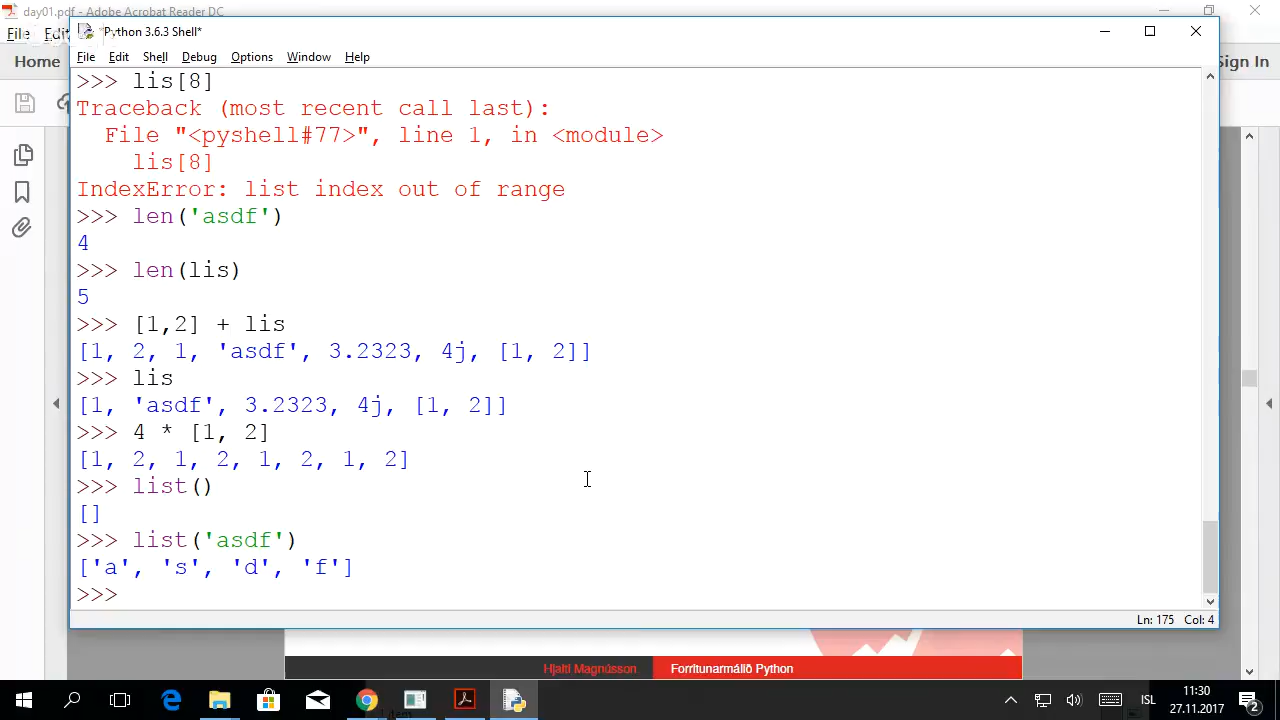 day01.pdf - Adobe Acrobat Reader DC
File Edit
*Python 3.6.3 Shell*
Home
Sign In
File Edit Shell Debug Options Window Help
>>> lis[8]
Traceback (most recent call last):
  File "<pyshell#77>", line 1, in <module>
    lis[8]
IndexError: list index out of range
>>> len('asdf')
4
>>> len(lis)
5
>>> [1,2] + lis
[1, 2, 1, 'asdf', 3.2323, 4j, [1, 2]]
>>> lis
[1, 'asdf', 3.2323, 4j, [1, 2]]
>>> 4 * [1, 2]
[1, 2, 1, 2, 1, 2, 1, 2]
>>> list()
[]
>>> list('asdf')
['a', 's', 'd', 'f']
>>>
Ln: 175 Col: 4
Hjalti Magnússon Forritunarmálið Python
ISL
11:30
27.11.2017
2